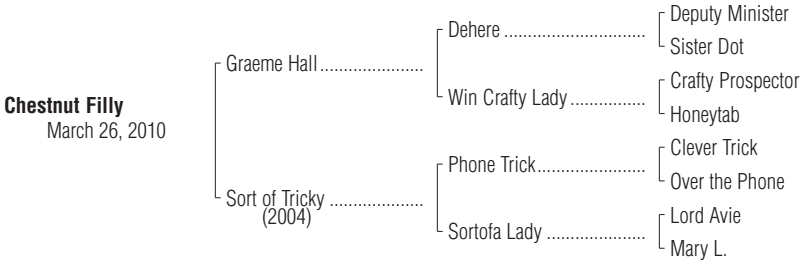 Deputy Minister
Dehere ..............................
Sister Dot
Graeme Hall......................
Crafty Prospector
Win Crafty Lady................
Honeytab
Chestnut Filly
March 26, 2010
Clever Trick
Phone Trick.......................
Over the Phone
Sort of Tricky ....................
(2004)
Lord Avie
Sortofa Lady .....................
Mary L.